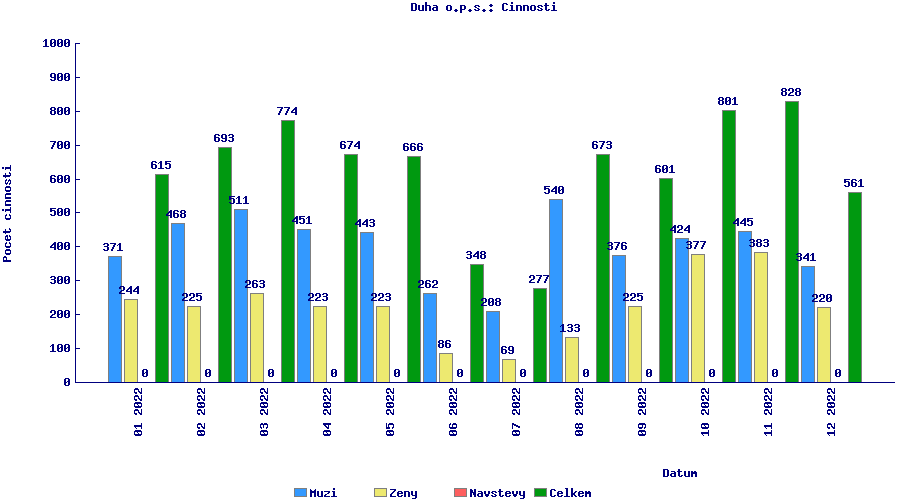 Duha o.p.s.: Cinnosti
Pocet cinnosti
1000
900
800
700
600
500
400
300
200
100
0
371 244 0 615
468 225 0 693
511 263 0 774
451 223 0 674
443 223 0 666
262 86 0 348
208 69 0 277
540 133 0 673
376 225 0 601
424 377 0 801
445 383 0 828
341 220 0 561
01 2022
02 2022
03 2022
04 2022
05 2022
06 2022
07 2022
08 2022
09 2022
10 2022
11 2022
12 2022
Datum
Muzi Zeny Navstevy Celkem